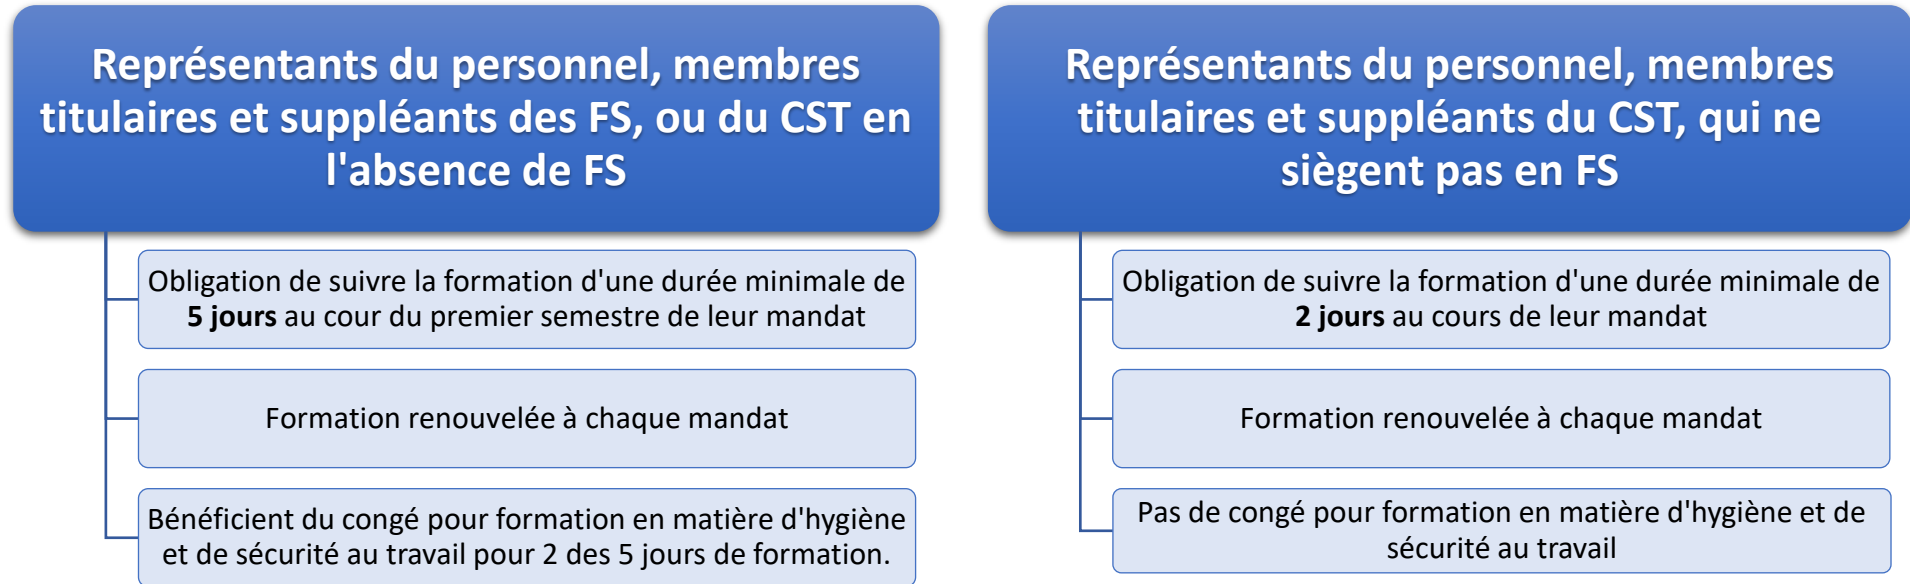 Représentants du personnel, membres
titulaires et suppléants des FS, ou du CST en
l'absence de FS
Obligation de suivre la formation d'une durée minimale de
5 jours au cour du premier semestre de leur mandat
Formation renouvelée à chaque mandat
Bénéficient du congé pour formation en matière d'hygiène
et de sécurité au travail pour 2 des 5 jours de formation.
Représentants du personnel, membres
titulaires et suppléants du CST, qui ne
siègent pas en FS
Obligation de suivre la formation d'une durée minimale de
2 jours au cours de leur mandat
Formation renouvelée à chaque mandat
Pas de congé pour formation en matière d'hygiène et de
sécurité au travail